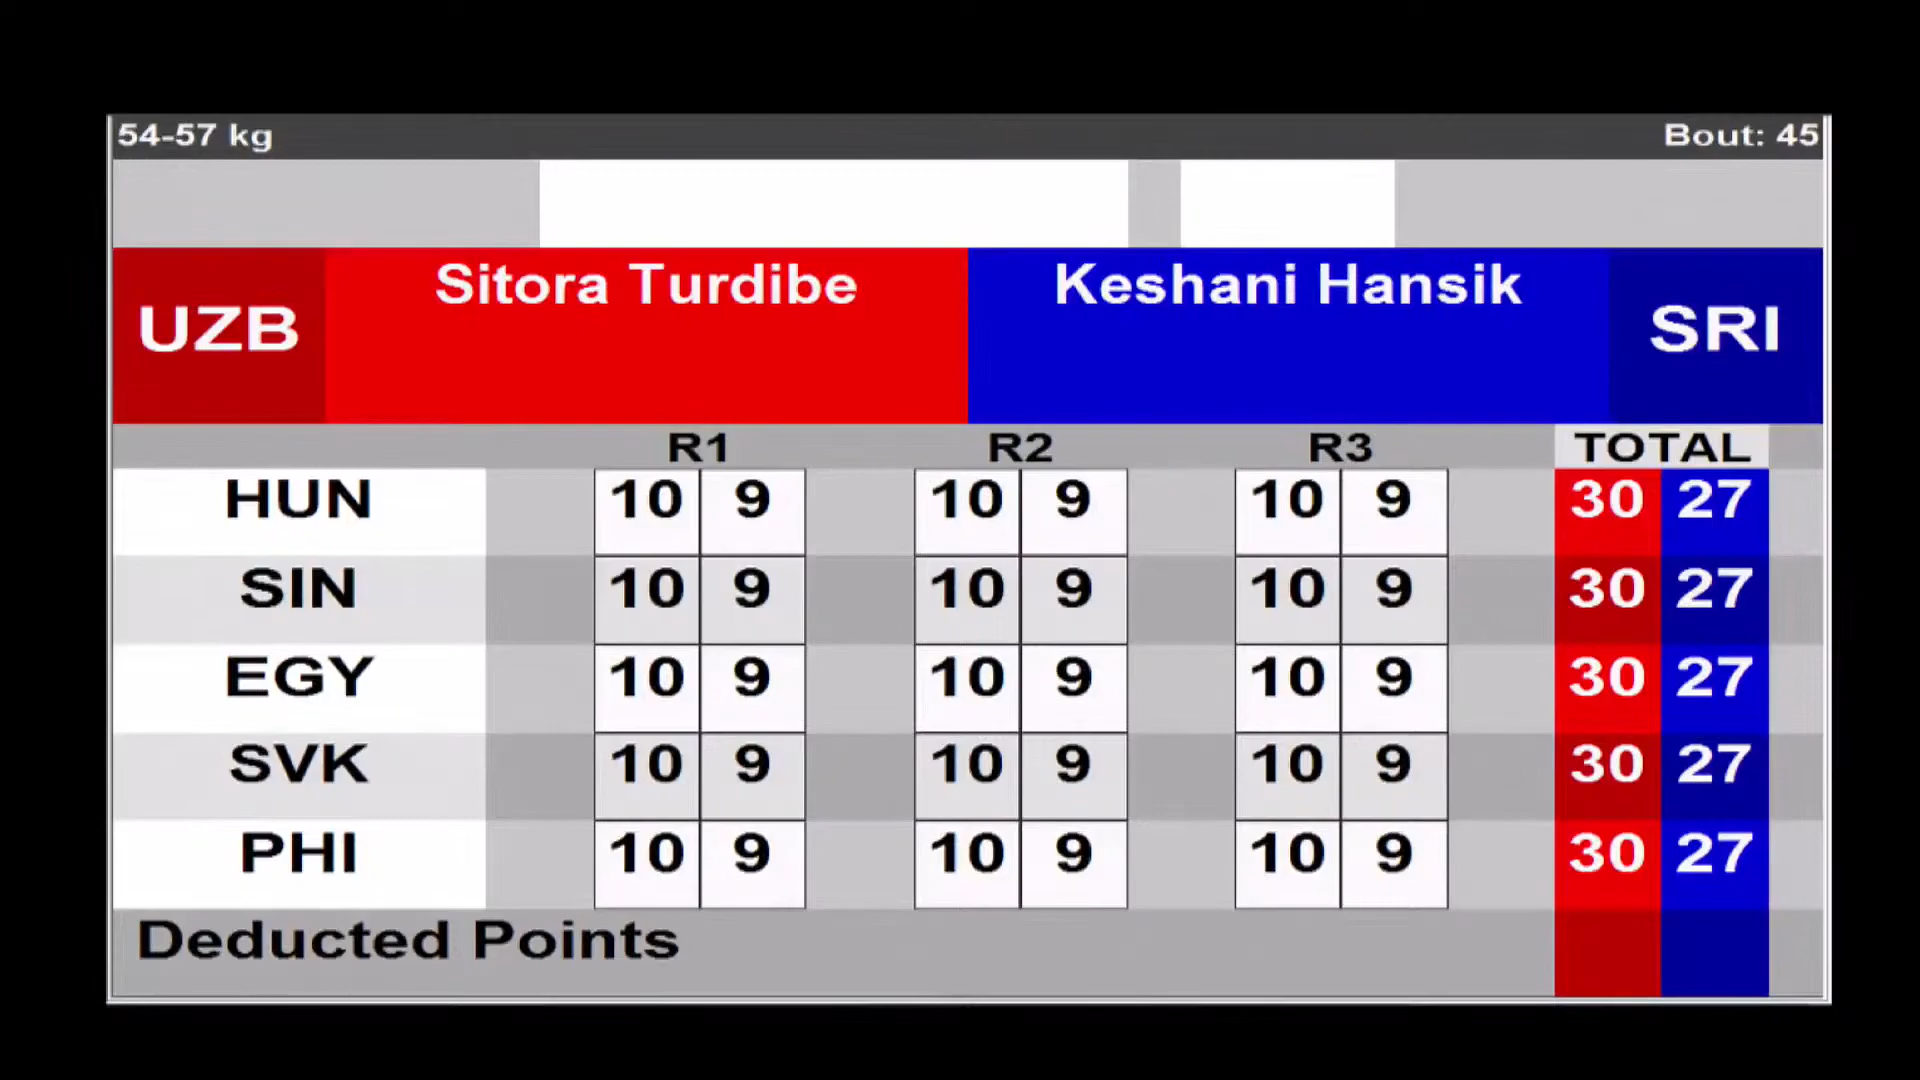 54-57 kg Bout: 45
Sitora Turdibe Keshani Hansik
UZB SRI
R1 R2 R3 TOTAL
HUN 10 9 10 9 10 9 30 27
SIN 10 9 10 9 10 9 30 27
EGY 10 9 10 9 10 9 30 27
SVK 10 9 10 9 10 9 30 27
PHI 10 9 10 9 10 9 30 27
Deducted Points